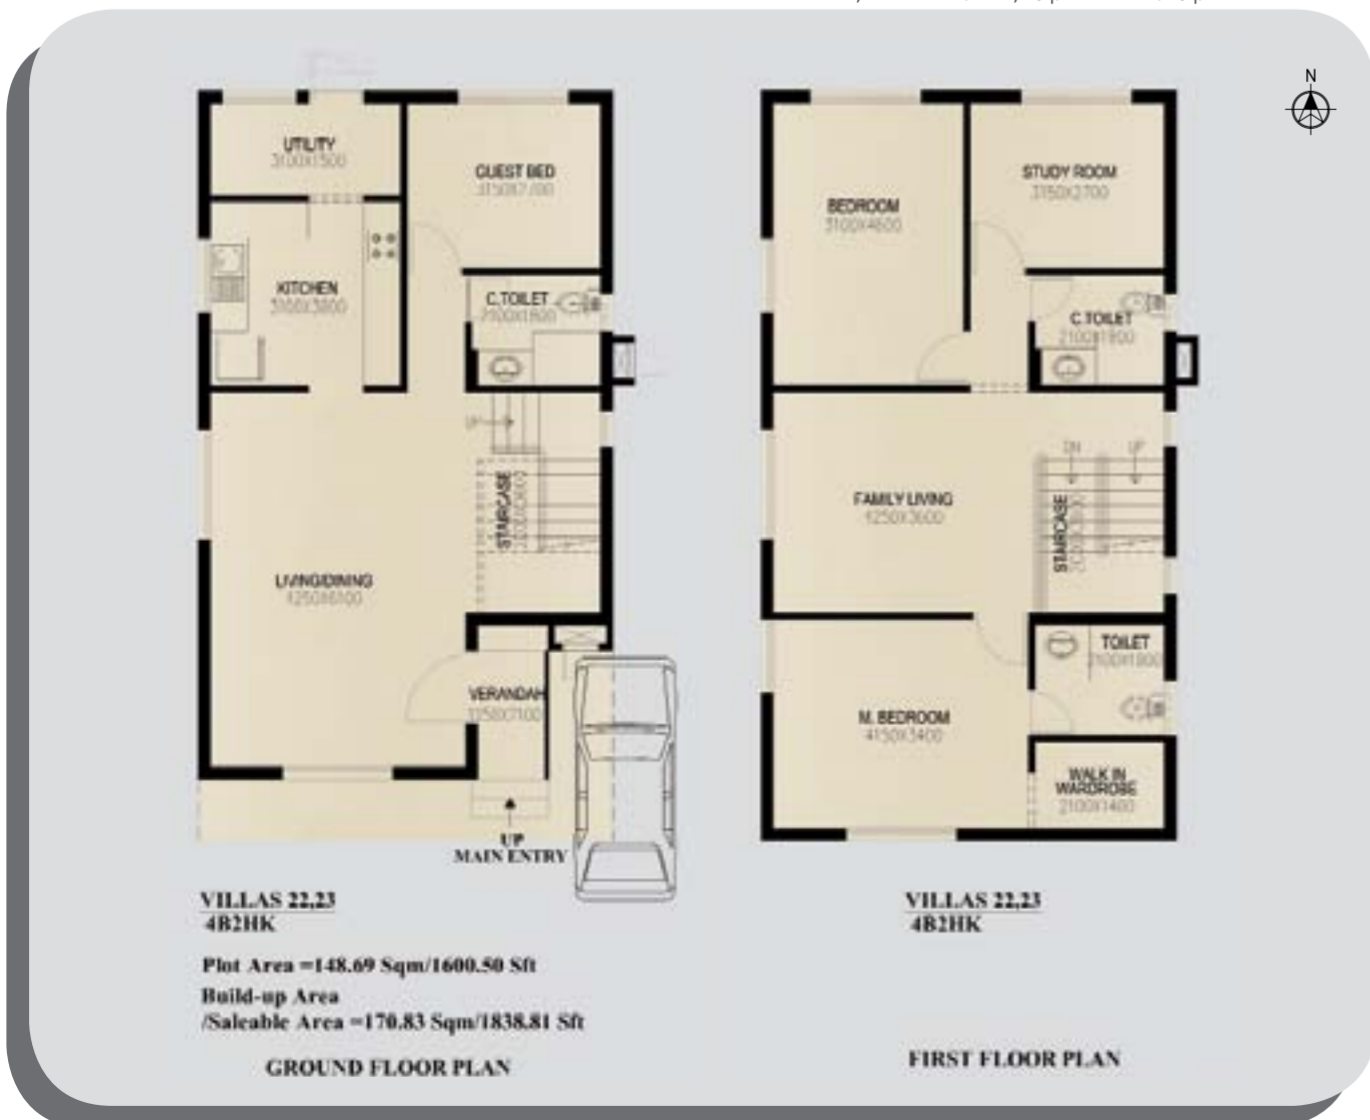 N
UTILITY
3100X1500
GUEST BED
KITCHEN
3100X3800
C.TOILET
2100X1800
UP
STAIRCASE
LIVING/DINING
4250X6100
VERANDAH
UP
MAIN ENTRY
VILLAS 22,23
4B2HK
Plot Area =148.69 Sqm/1600.50 Sft
Build-up Area
/Saleable Area =170.83 Sqm/1838.81 Sft
GROUND FLOOR PLAN
BEDROOM
3100X4600
STUDY ROOM
3150X2700
C.TOILET
2100X1800
FAMILY LIVING
4250X3600
DN
UP
STAIRCASE
TOILET
2100X1800
M. BEDROOM
4150X3400
WALK IN
WARDROBE
2100X1400
VILLAS 22,23
4B2HK
FIRST FLOOR PLAN